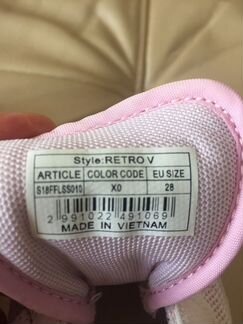 Style:RETRO V
ARTICLE COLOR CODE EU SIZE
S18FFLSS010 X0 28
2 991022 491069
MADE IN VIETNAM